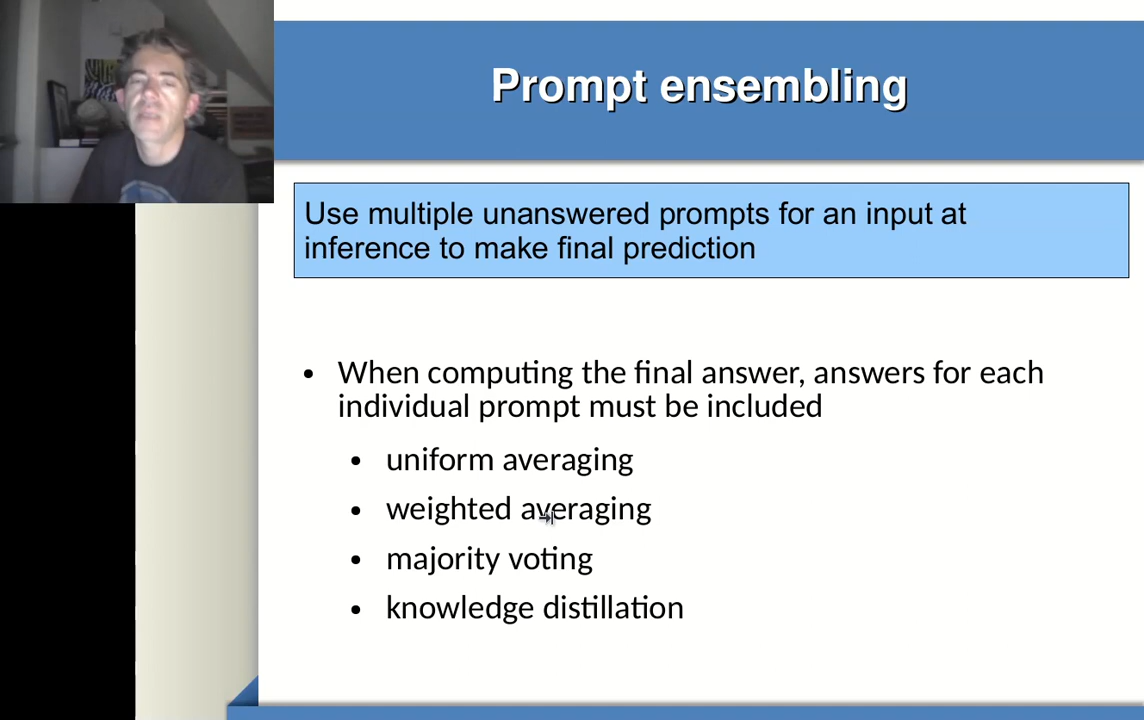 Prompt ensembling
Use multiple unanswered prompts for an input at
inference to make final prediction
• When computing the final answer, answers for each
individual prompt must be included
• uniform averaging
• weighted averaging
• majority voting
• knowledge distillation